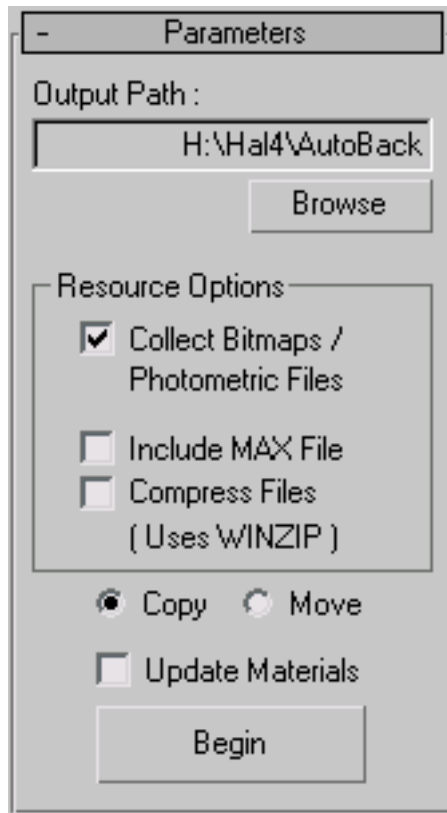 - Parameters
Output Path :
H:\Hal4\AutoBack
Browse
Resource Options
Collect Bitmaps /
Photometric Files
Include MAX File
Compress Files
( Uses WINZIP )
Copy Move
Update Materials
Begin